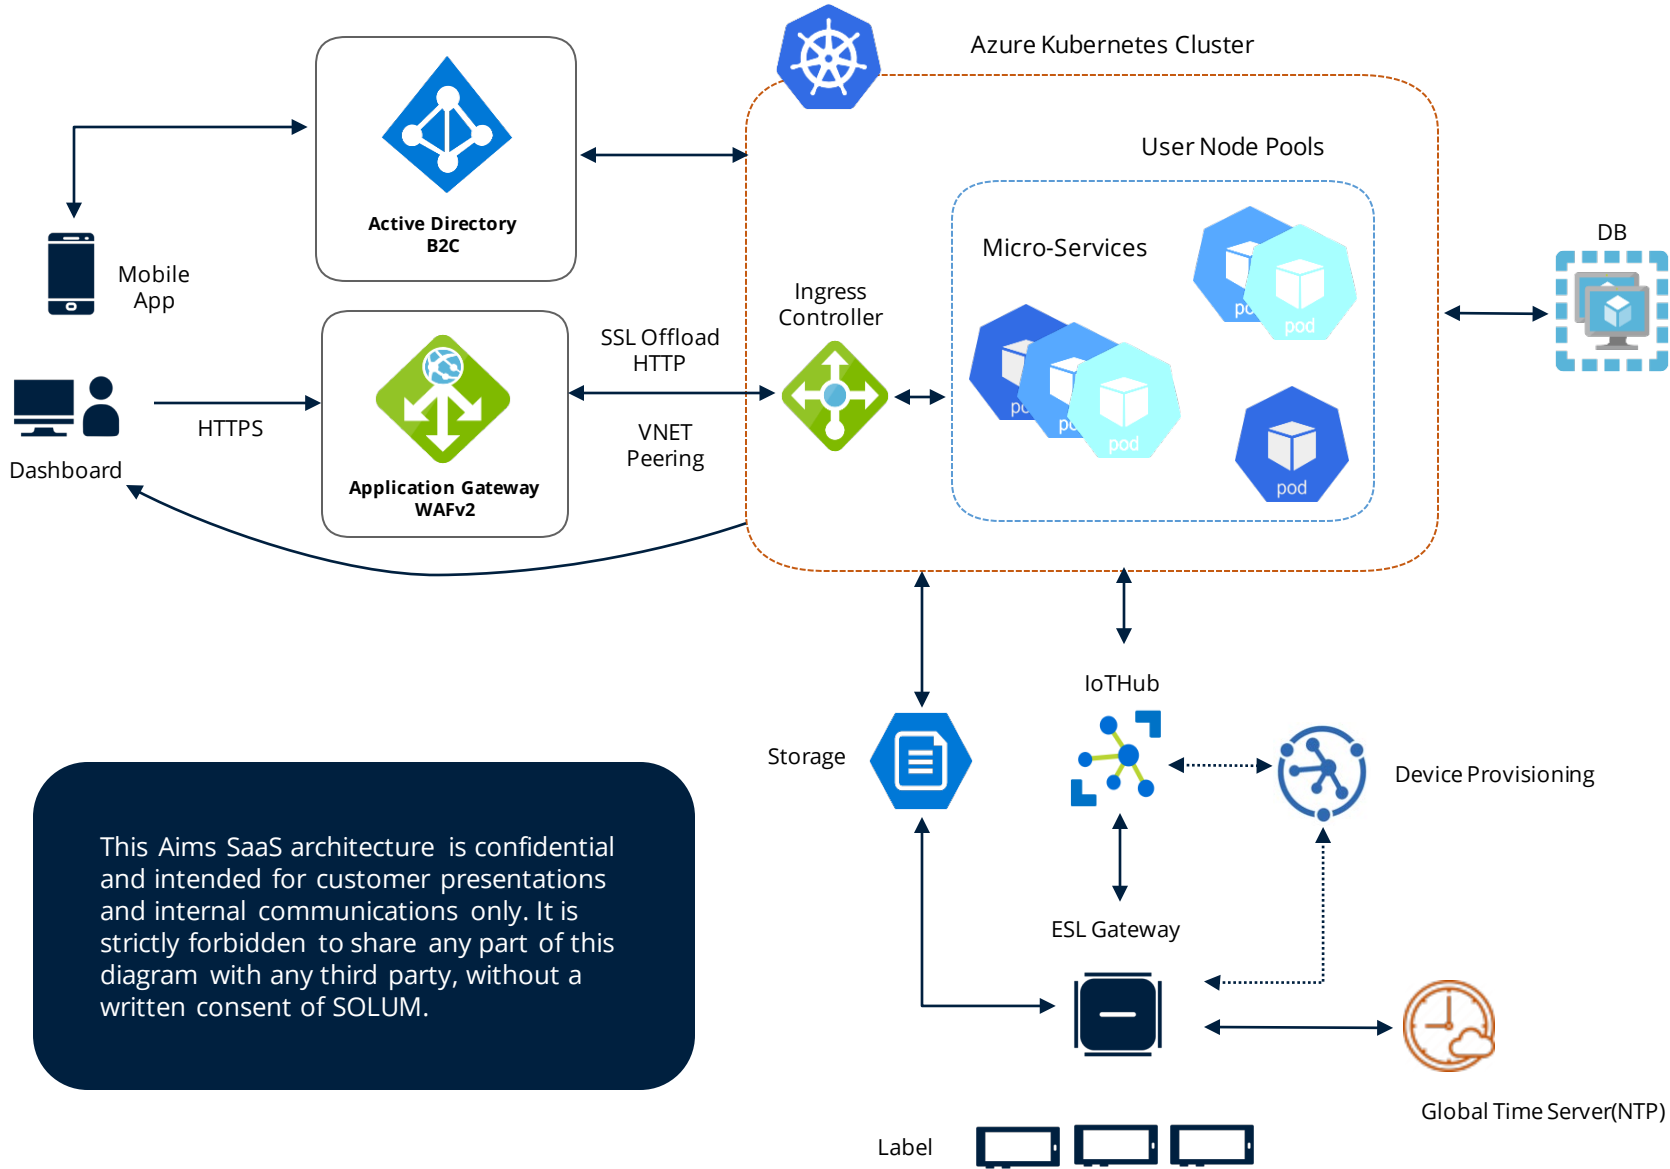 Azure Kubernetes Cluster
User Node Pools
Micro-Services
pod
pod
pod
pod
pod
pod
Active Directory
B2C
Mobile
App
DB
Ingress
Controller
SSL Offload
HTTP
HTTPS
VNET
Peering
Dashboard
Application Gateway
WAFv2
IoTHub
Storage
Device Provisioning
This Aims SaaS architecture is confidential
and intended for customer presentations
and internal communications only. It is
strictly forbidden to share any part of this
diagram with any third party, without a
written consent of SOLUM.
ESL Gateway
Global Time Server(NTP)
Label